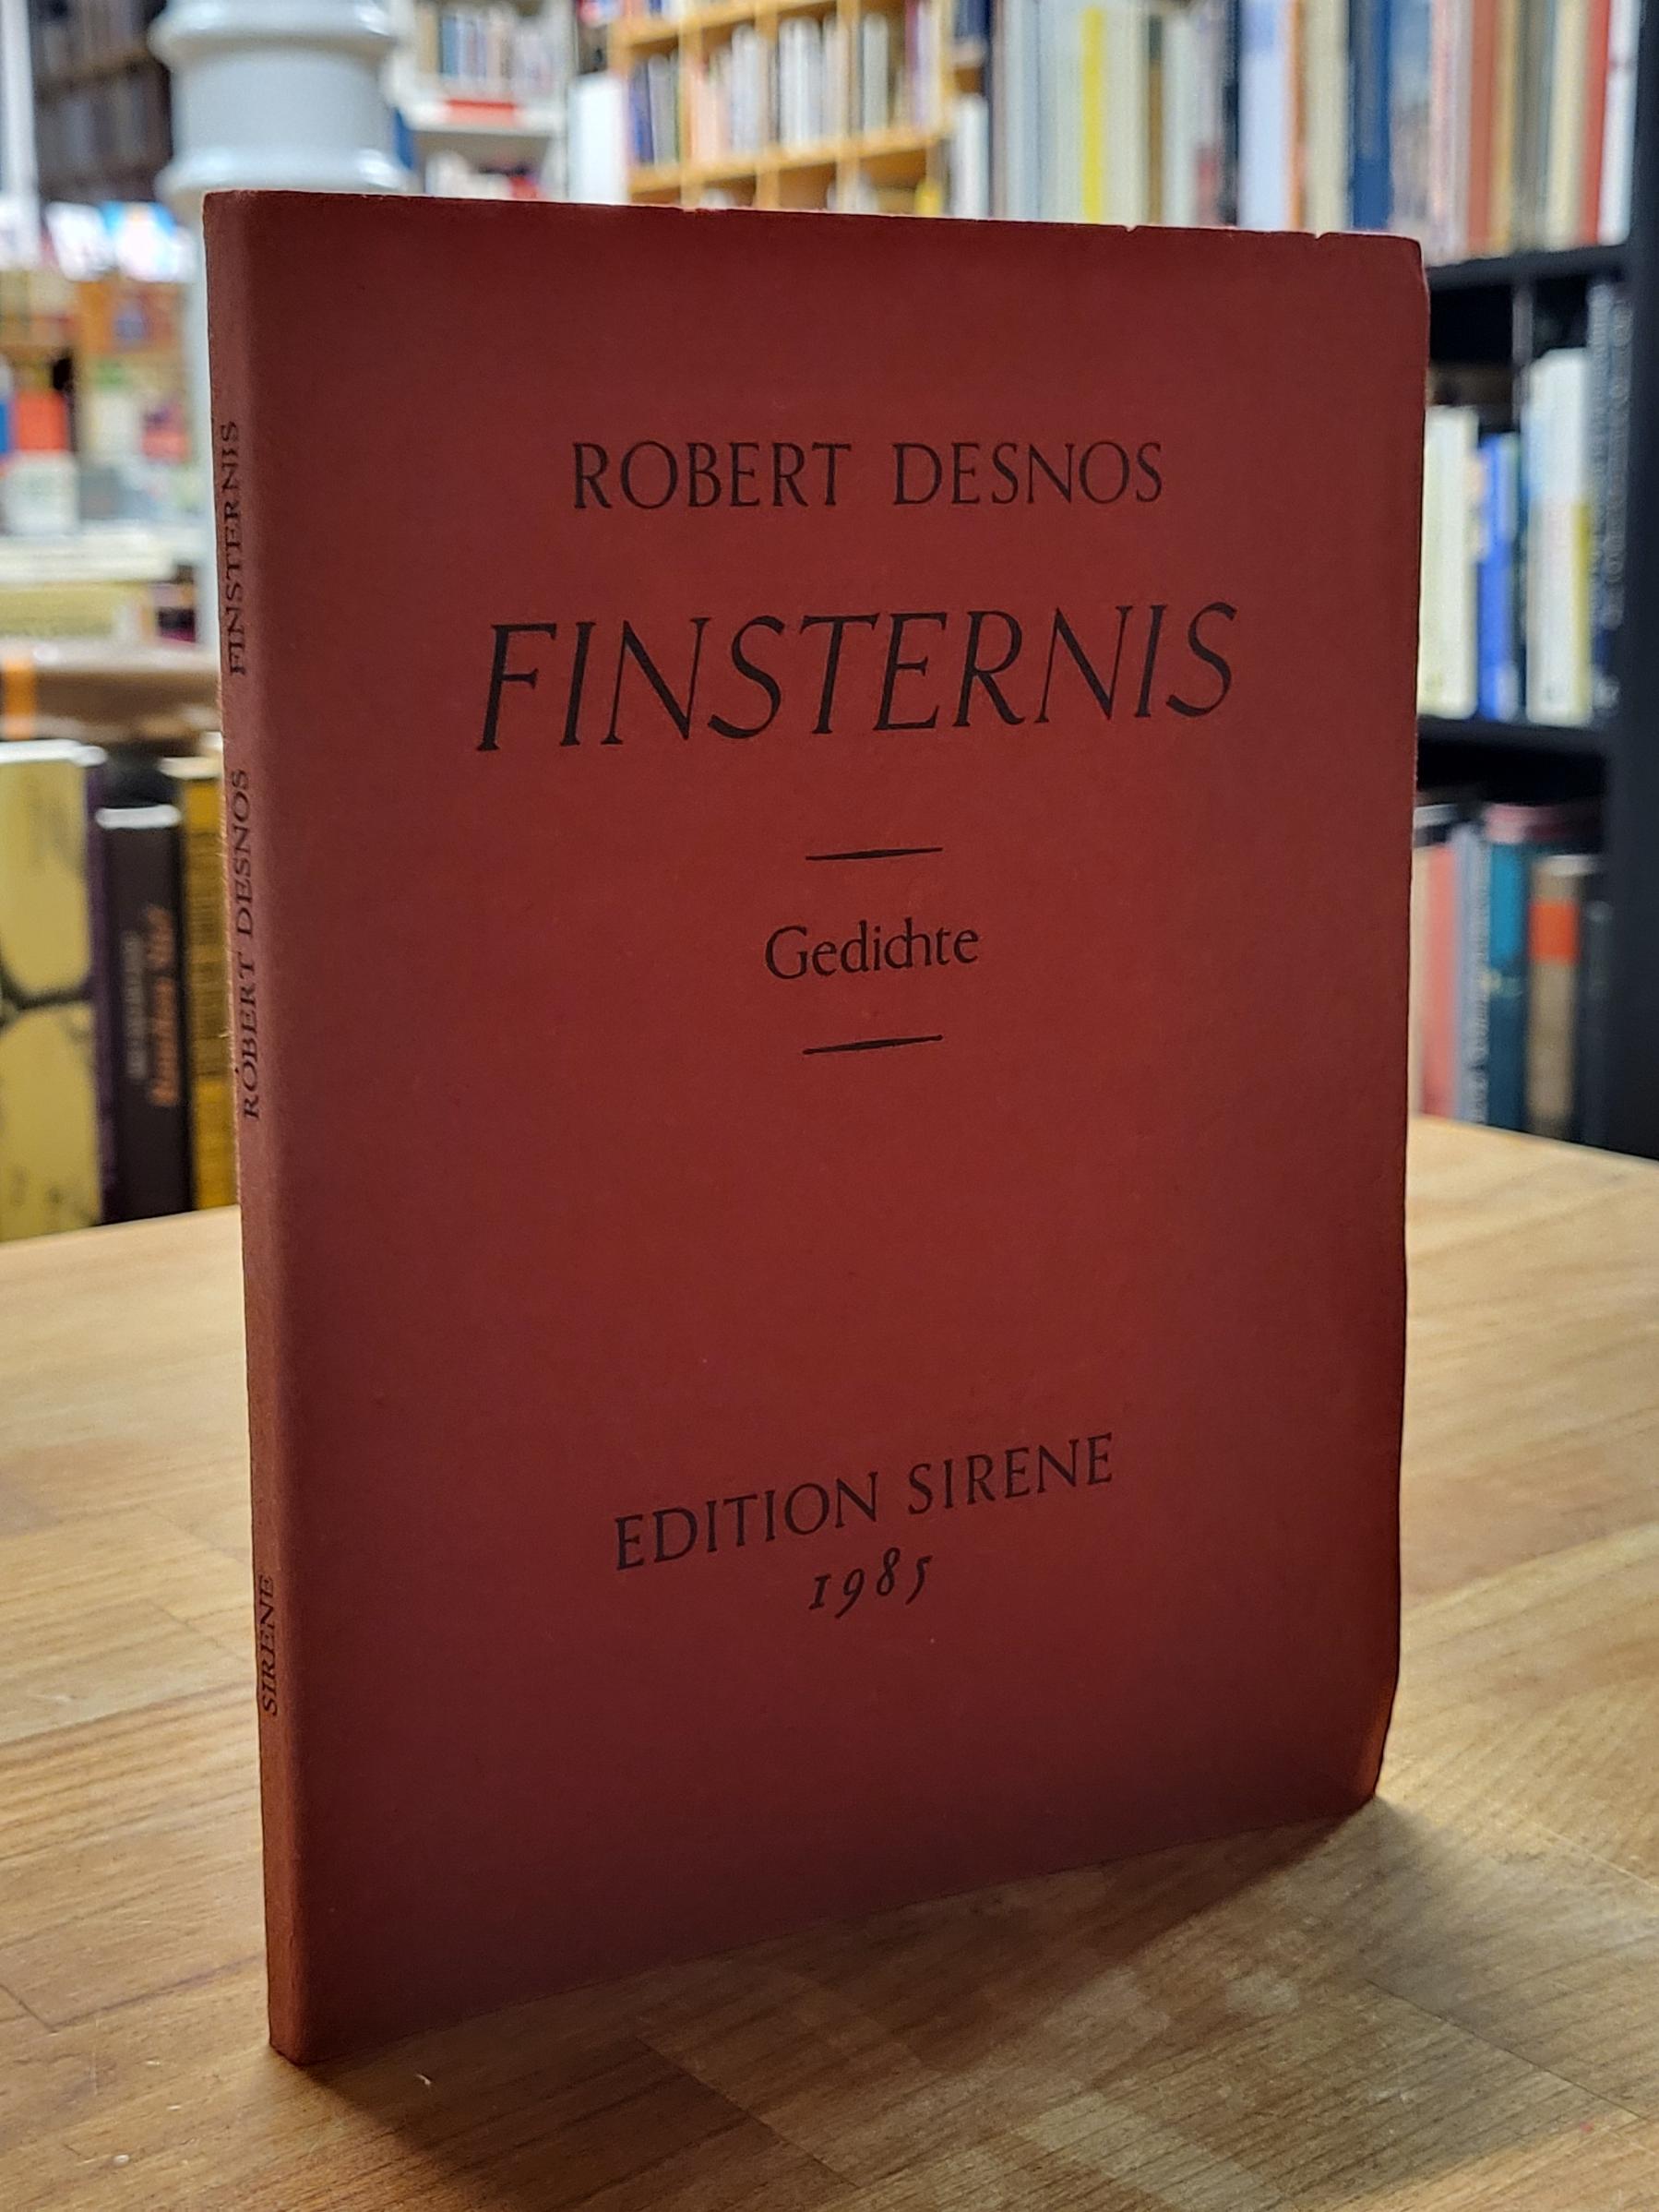 ROBERT DESNOS
FINSTERNIS
Gedichte
EDITION SIRENE
1985
SIRENE ROBERT DESNOS FINSTERNIS